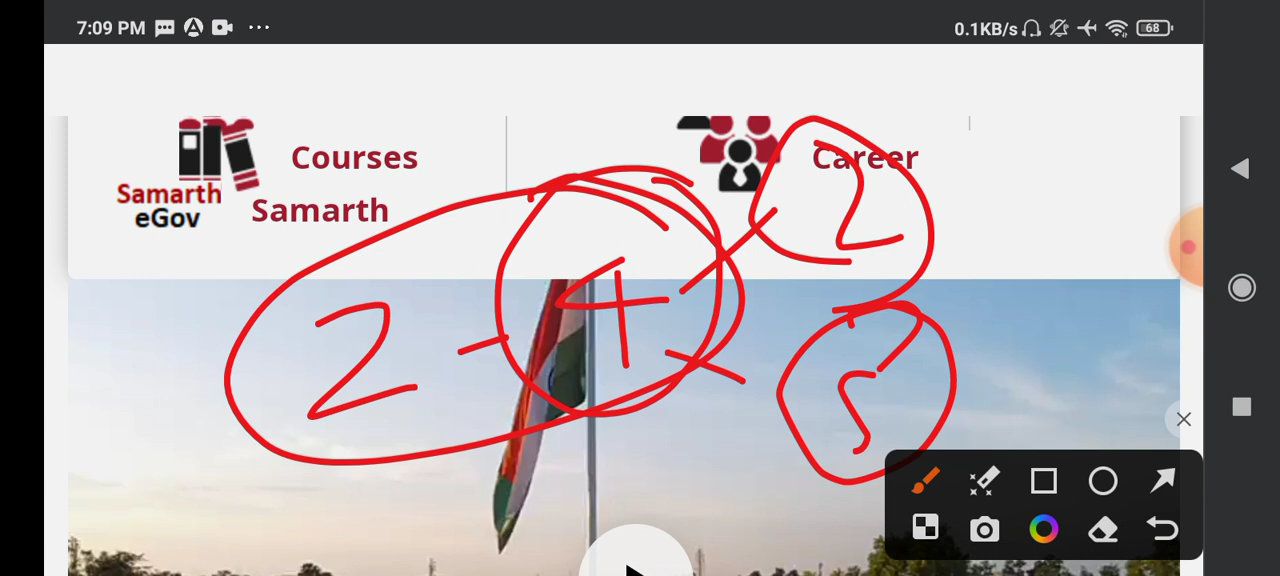 7:09 PM ... 0.1KB/s 68
Courses Career
Samarth
eGov
Samarth
2
2 - 4
5